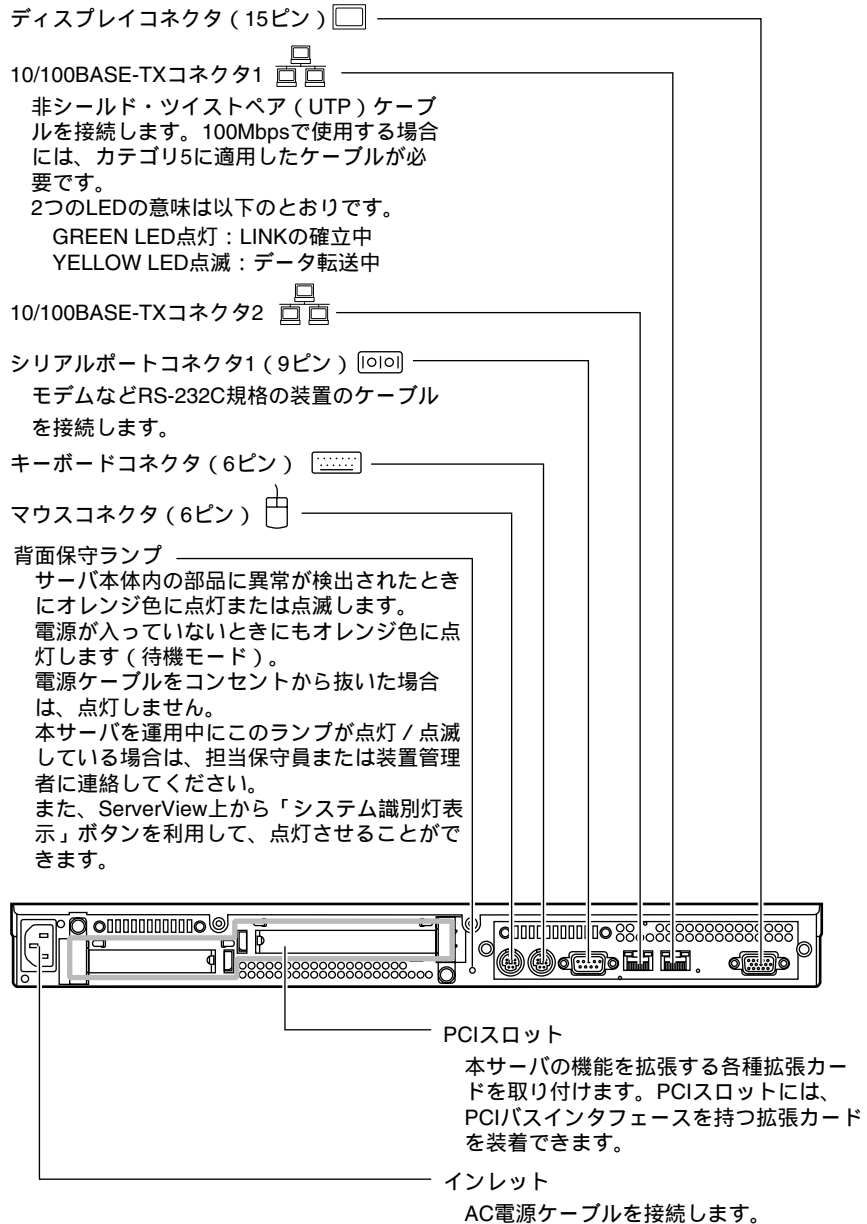 ディスプレイコネクタ（15ピン）
10/100BASE-TXコネクタ1
非シールド・ツイストペア（UTP）ケーブ
ルを接続します。100Mbpsで使用する場合
には、カテゴリ5に適用したケーブルが必
要です。
2つのLEDの意味は以下のとおりです。
GREEN LED点灯：LINKの確立中
YELLOW LED点滅：データ転送中
10/100BASE-TXコネクタ2
シリアルポートコネクタ1（9ピン）
モデムなどRS-232C規格の装置のケーブル
を接続します。
キーボードコネクタ（6ピン）
マウスコネクタ（6ピン）
背面保守ランプ
サーバ本体内の部品に異常が検出されたとき
にオレンジ色に点灯または点滅します。
電源が入っていないときにもオレンジ色に点
灯します（待機モード）。
電源ケーブルをコンセントから抜いた場合
は、点灯しません。
本サーバを運用中にこのランプが点灯／点滅
している場合は、担当保守員または装置管理
者に連絡してください。
また、ServerView上から「システム識別灯表
示」ボタンを利用して、点灯させることがで
きます。
PCIスロット
本サーバの機能を拡張する各種拡張カー
ドを取り付けます。PCIスロットには、
PCIバスインタフェースを持つ拡張カード
を装着できます。
インレット
AC電源ケーブルを接続します。